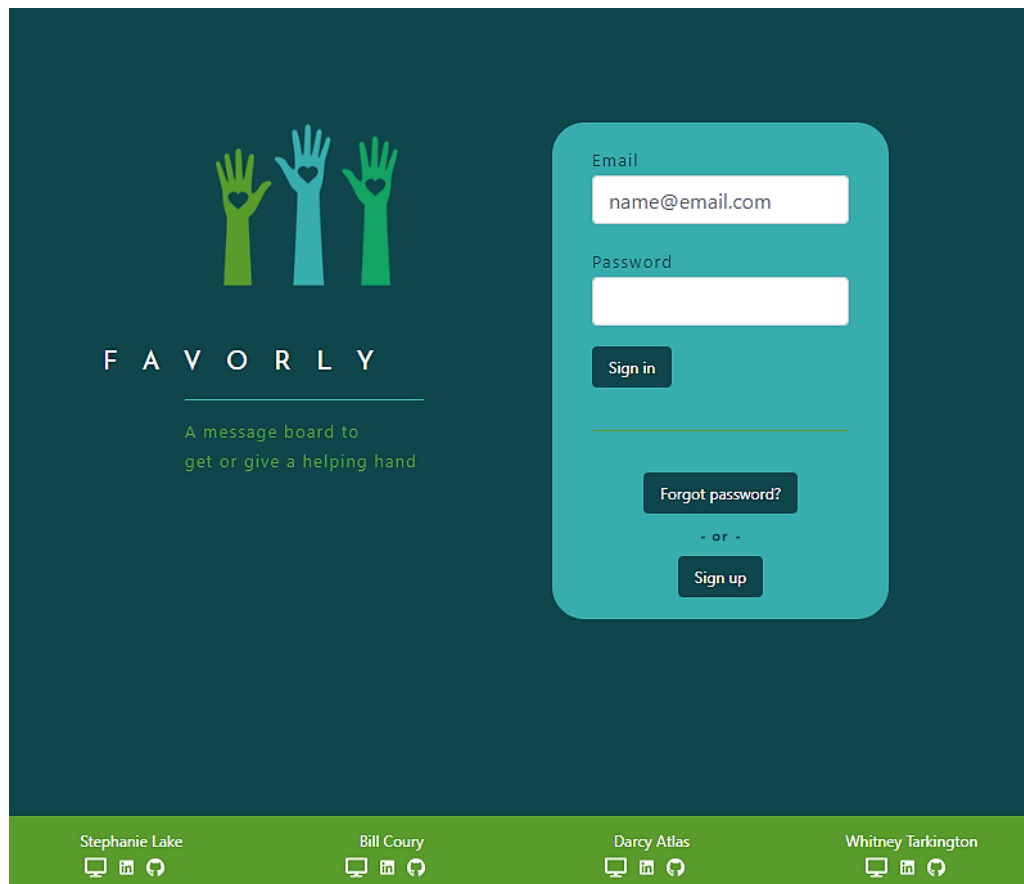 F A V O R L Y
A message board to
get or give a helping hand
Email
name@email.com
Password
Sign in
Forgot password?
- or -
Sign up
Stephanie Lake
Bill Coury
Darcy Atlas
Whitney Tarkington